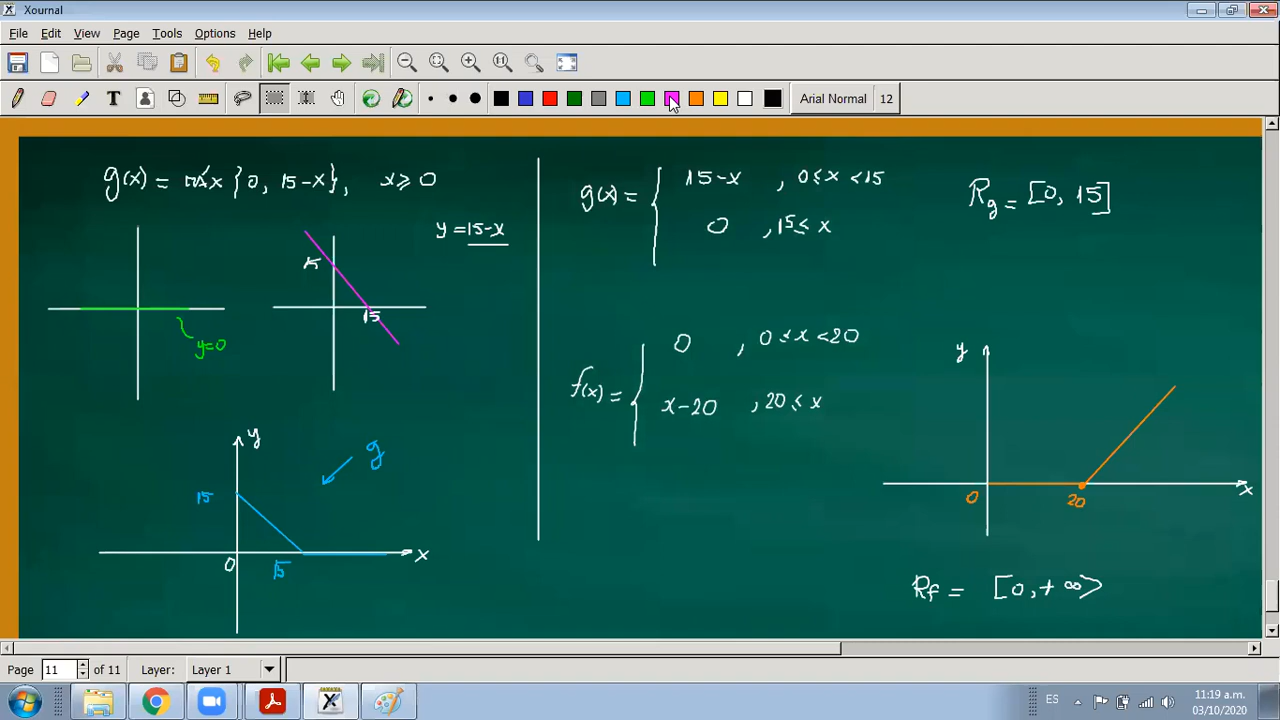 Xournal
File Edit View Page Tools Options Help
Arial Normal 12
g(x) = máx {0, 15-x}, x ≥ 0
y = 15-x
15
15
y=0
y
g
15
0
15
x
g(x) = { 15-x , 0 ≤ x < 15
0 , 15 ≤ x
Rg = [0, 15]
f(x) = { 0 , 0 ≤ x < 20
x-20 , 20 ≤ x
y
0
20
x
Rf = [0, +∞>
Page 11 of 11 Layer: Layer 1
ES
11:19 a.m.
03/10/2020